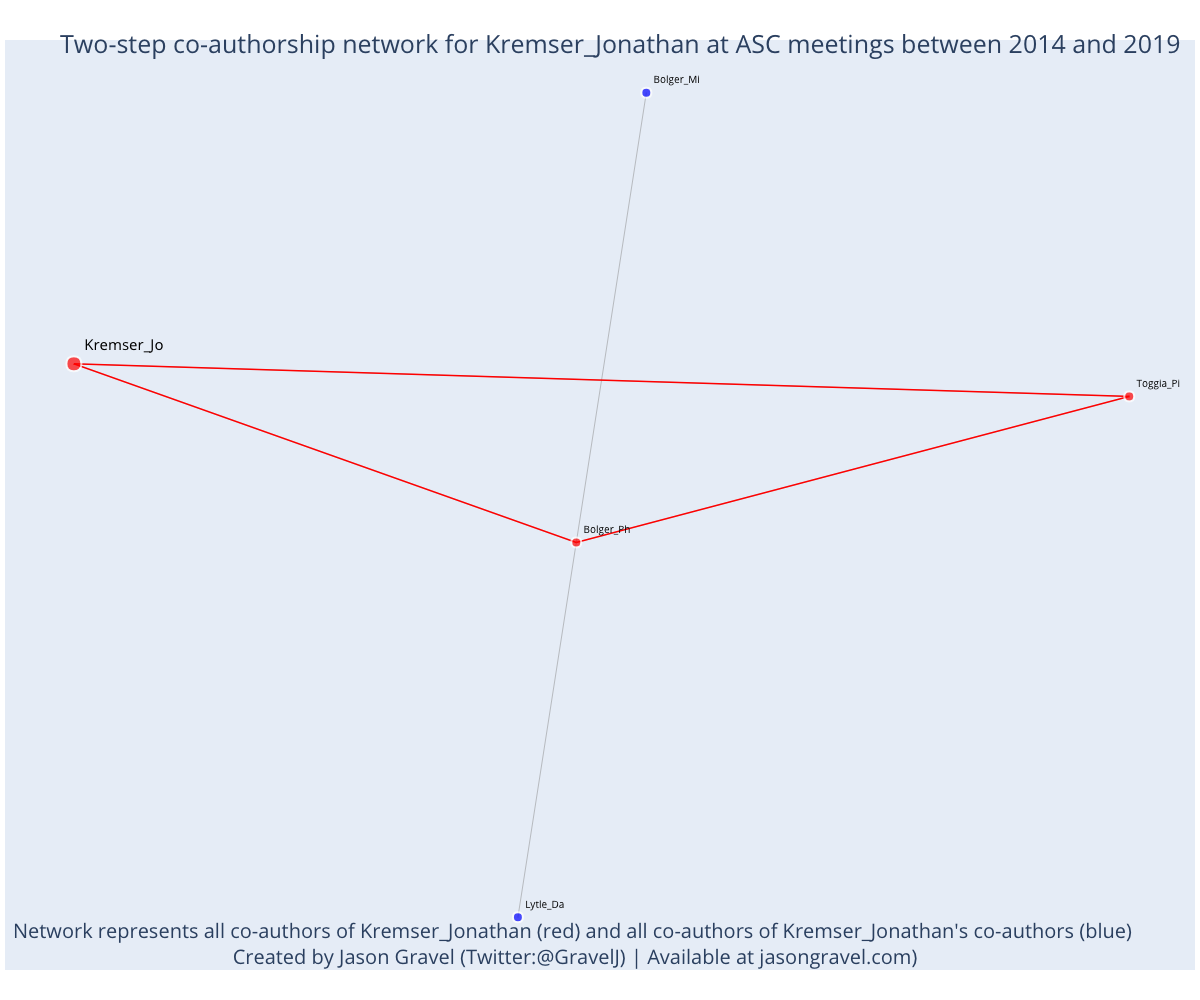 Two-step co-authorship network for Kremser_Jonathan at ASC meetings between 2014 and 2019
Bolger_Mi
Kremser_Jo
Toggia_Pi
Bolger_Ph
Lytle_Da
Network represents all co-authors of Kremser_Jonathan (red) and all co-authors of Kremser_Jonathan's co-authors (blue)
Created by Jason Gravel (Twitter:@GravelJ) | Available at jasongravel.com)